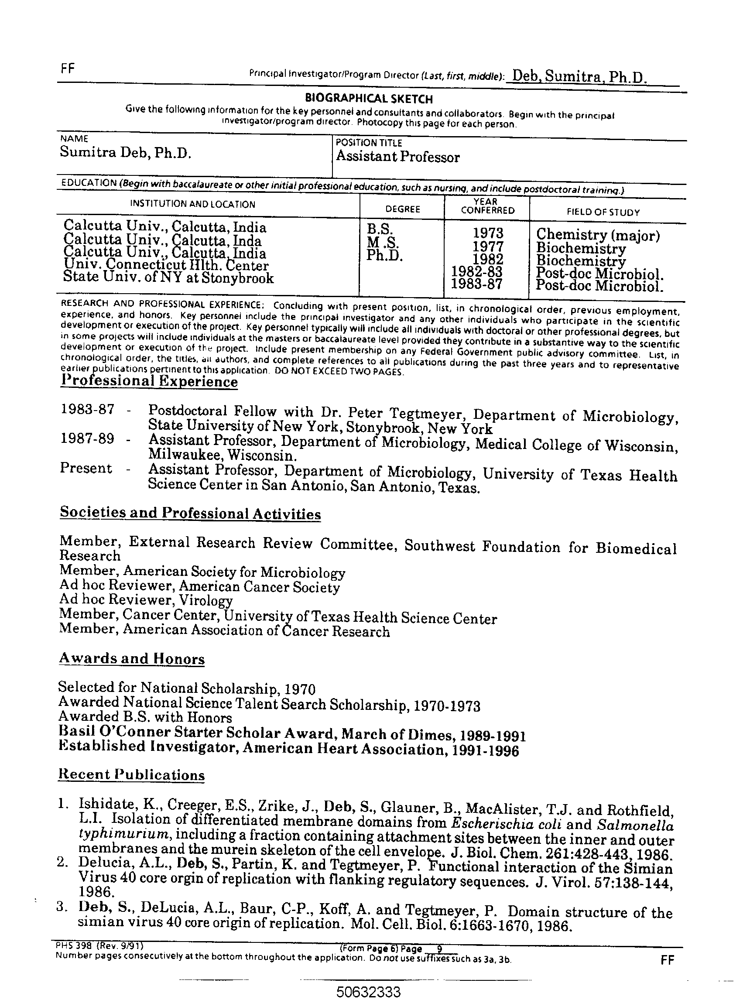 FF
Principal Investigator/Program Director (Last, first, middle): Deb, Sumitra, Ph.D.
BIOGRAPHICAL SKETCH
Give the following information for the key personnel and consultants and collaborators. Begin with the principal
investigator/program director. Photocopy this page for each person.
NAME
Sumitra Deb, Ph.D.
POSITION TITLE
Assistant Professor
EDUCATION (Begin with baccalaureate or other initial professional education, such as nursing, and include postdoctoral training.)
INSTITUTION AND LOCATION DEGREE YEAR CONFERRED FIELD OF STUDY
Calcutta Univ., Calcutta, India B.S. 1973 Chemistry (major)
Calcutta Univ., Calcutta, Inda M.S. 1977 Biochemistry
Calcutta Univ., Calcutta, India Ph.D. 1982 Biochemistry
Univ. Connecticut Hlth. Center 1982-83 Post-doc Microbiol.
State Univ. of NY at Stonybrook 1983-87 Post-doc Microbiol.
RESEARCH AND PROFESSIONAL EXPERIENCE: Concluding with present position, list, in chronological order, previous employment,
experience, and honors. Key personnel include the principal investigator and any other individuals who participate in the scientific
development or execution of the project. Key personnel typically will include all individuals with doctoral or other professional degrees, but
in some projects will include individuals at the masters or baccalaureate level provided they contribute in a substantive way to the scientific
development or execution of the project. Include present membership on any Federal Government public advisory committee. List, in
chronological order, the titles, all authors, and complete references to all publications during the past three years and to representative
earlier publications pertinent to this application. DO NOT EXCEED TWO PAGES.
Professional Experience
1983-87 - Postdoctoral Fellow with Dr. Peter Tegtmeyer, Department of Microbiology,
State University of New York, Stonybrook, New York
1987-89 - Assistant Professor, Department of Microbiology, Medical College of Wisconsin,
Milwaukee, Wisconsin.
Present - Assistant Professor, Department of Microbiology, University of Texas Health
Science Center in San Antonio, San Antonio, Texas.
Societies and Professional Activities
Member, External Research Review Committee, Southwest Foundation for Biomedical
Research
Member, American Society for Microbiology
Ad hoc Reviewer, American Cancer Society
Ad hoc Reviewer, Virology
Member, Cancer Center, University of Texas Health Science Center
Member, American Association of Cancer Research
Awards and Honors
Selected for National Scholarship, 1970
Awarded National Science Talent Search Scholarship, 1970-1973
Awarded B.S. with Honors
Basil O'Conner Starter Scholar Award, March of Dimes, 1989-1991
Established Investigator, American Heart Association, 1991-1996
Recent Publications
1. Ishidate, K., Creeger, E.S., Zrike, J., Deb, S., Glauner, B., MacAlister, T.J. and Rothfield,
L.I. Isolation of differentiated membrane domains from Escherischia coli and Salmonella
typhimurium, including a fraction containing attachment sites between the inner and outer
membranes and the murein skeleton of the cell envelope. J. Biol. Chem. 261:428-443, 1986.
2. Delucia, A.L., Deb, S., Partin, K. and Tegtmeyer, P. Functional interaction of the Simian
Virus 40 core orgin of replication with flanking regulatory sequences. J. Virol. 57:138-144,
1986.
3. Deb, S., DeLucia, A.L., Baur, C-P., Koff, A. and Tegtmeyer, P. Domain structure of the
simian virus 40 core origin of replication. Mol. Cell. Biol. 6:1663-1670, 1986.
PHS 398 (Rev. 9/91) (Form Page 6) Page 9
Number pages consecutively at the bottom throughout the application. Do not use suffixes such as 3a, 3b.
FF
50632333